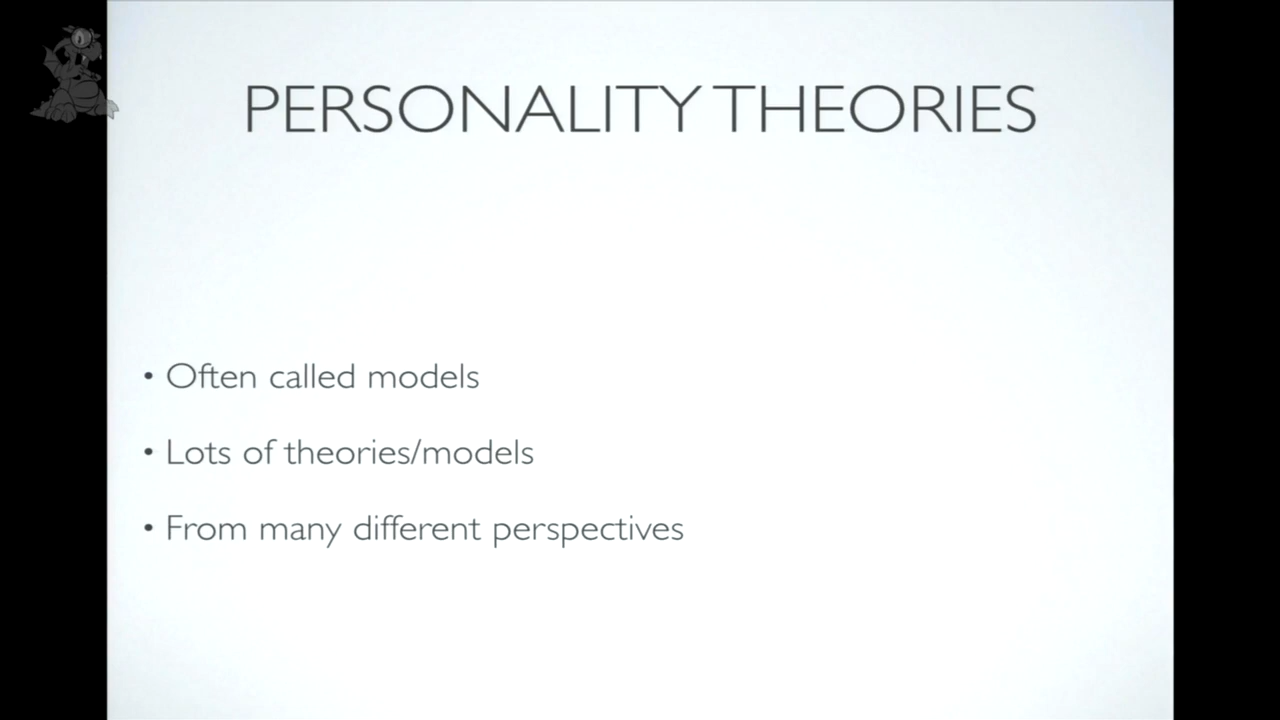 PERSONALITY THEORIES
• Often called models
• Lots of theories/models
• From many different perspectives